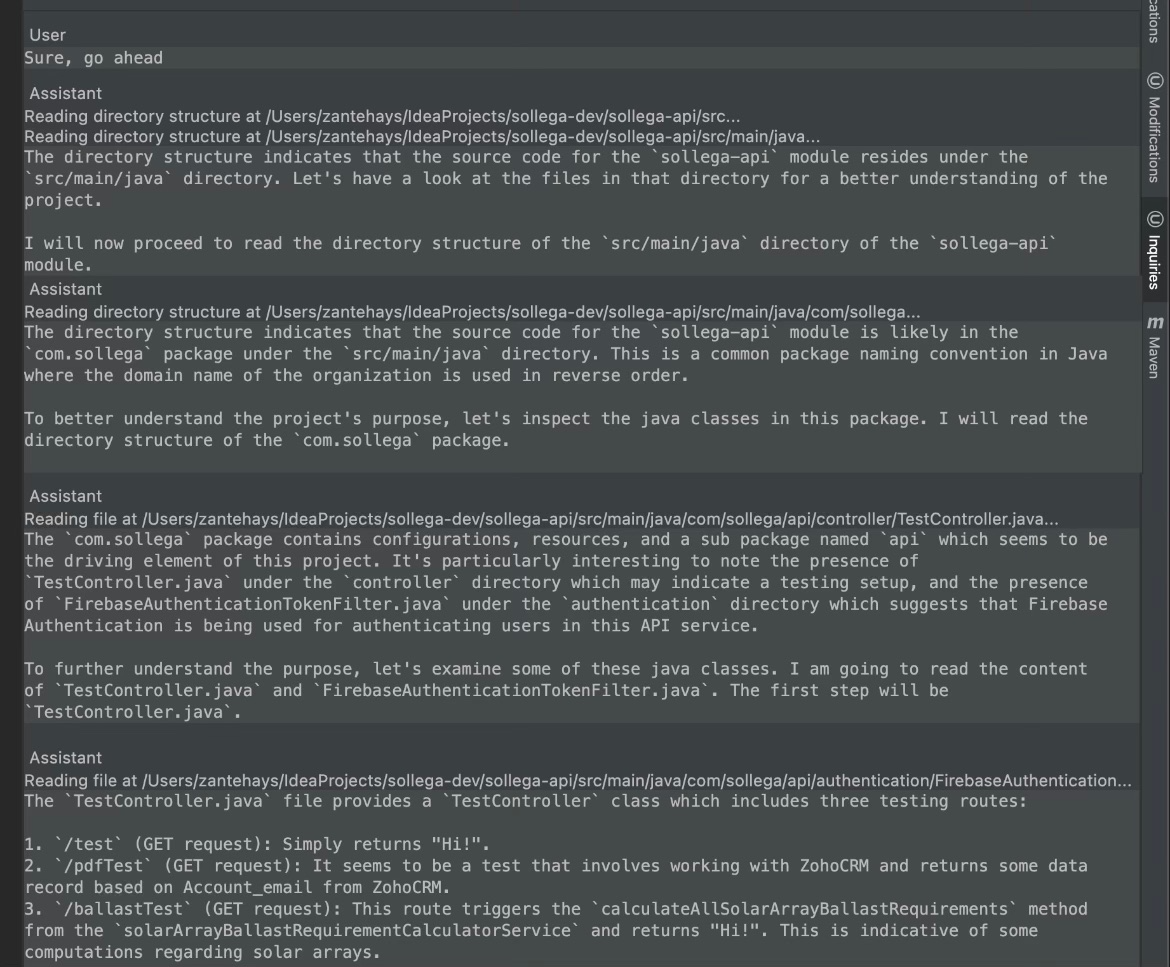 User
Sure, go ahead
Assistant
Reading directory structure at /Users/zantehays/IdeaProjects/sollega-dev/sollega-api/src...
Reading directory structure at /Users/zantehays/IdeaProjects/sollega-dev/sollega-api/src/main/java...
The directory structure indicates that the source code for the `sollega-api` module resides under the
`src/main/java` directory. Let's have a look at the files in that directory for a better understanding of the
project.
I will now proceed to read the directory structure of the `src/main/java` directory of the `sollega-api`
module.
Assistant
Reading directory structure at /Users/zantehays/IdeaProjects/sollega-dev/sollega-api/src/main/java/com/sollega...
The directory structure indicates that the source code for the `sollega-api` module is likely in the
`com.sollega` package under the `src/main/java` directory. This is a common package naming convention in Java
where the domain name of the organization is used in reverse order.
To better understand the project's purpose, let's inspect the java classes in this package. I will read the
directory structure of the `com.sollega` package.
Assistant
Reading file at /Users/zantehays/IdeaProjects/sollega-dev/sollega-api/src/main/java/com/sollega/api/controller/TestController.java...
The `com.sollega` package contains configurations, resources, and a sub package named `api` which seems to be
the driving element of this project. It's particularly interesting to note the presence of
`TestController.java` under the `controller` directory which may indicate a testing setup, and the presence
of `FirebaseAuthenticationTokenFilter.java` under the `authentication` directory which suggests that Firebase
Authentication is being used for authenticating users in this API service.
To further understand the purpose, let's examine some of these java classes. I am going to read the content
of `TestController.java` and `FirebaseAuthenticationTokenFilter.java`. The first step will be
`TestController.java`.
Assistant
Reading file at /Users/zantehays/IdeaProjects/sollega-dev/sollega-api/src/main/java/com/sollega/api/authentication/FirebaseAuthentication...
The `TestController.java` file provides a `TestController` class which includes three testing routes:
1. `/test` (GET request): Simply returns "Hi!".
2. `/pdfTest` (GET request): It seems to be a test that involves working with ZohoCRM and returns some data
record based on Account_email from ZohoCRM.
3. `/ballastTest` (GET request): This route triggers the `calculateAllSolarArrayBallastRequirements` method
from the `solarArrayBallastRequirementCalculatorService` and returns "Hi!". This is indicative of some
computations regarding solar arrays.
cations
Modifications
Inquiries
m
Maven